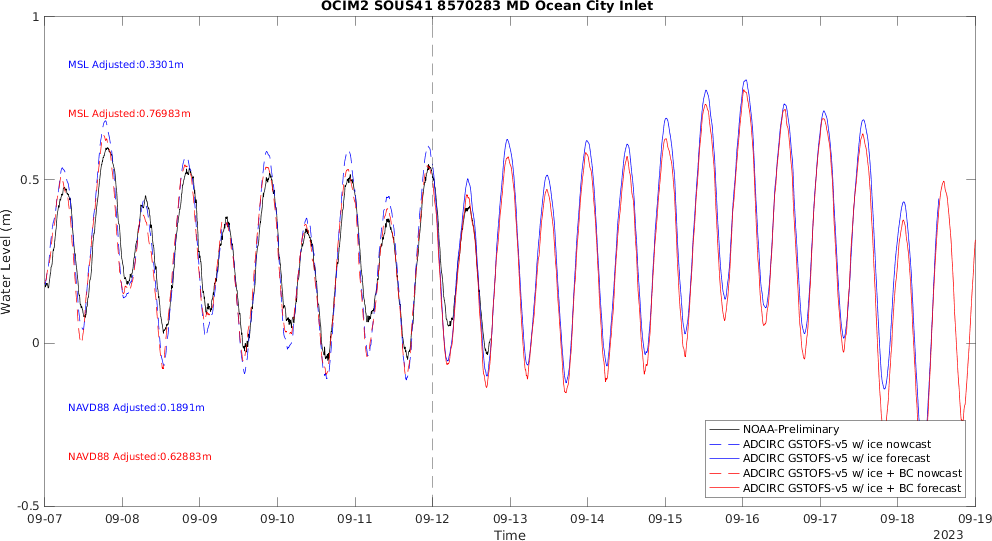 OCIM2 SOUS41 8570283 MD Ocean City Inlet
1
MSL Adjusted:0.3301m
MSL Adjusted:0.76983m
0.5
Water Level (m)
0
NAVD88 Adjusted:0.1891m
NAVD88 Adjusted:0.62883m
NOAA-Preliminary
ADCIRC GSTOFS-v5 w/ ice nowcast
ADCIRC GSTOFS-v5 w/ ice forecast
ADCIRC GSTOFS-v5 w/ ice + BC nowcast
ADCIRC GSTOFS-v5 w/ ice + BC forecast
-0.5
09-07 09-08 09-09 09-10 09-11 09-12 09-13 09-14 09-15 09-16 09-17 09-18 09-19
Time
2023